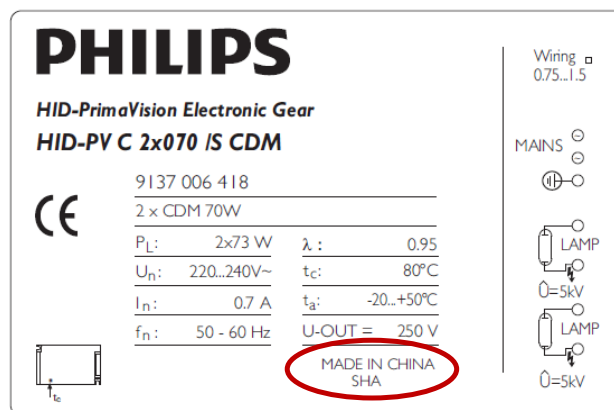 PHILIPS
HID-PrimaVision Electronic Gear
HID-PV C 2x070 /S CDM
CE
9137 006 418
2 x CDM 70W
PL: 2x73 W
Un: 220...240V~
In: 0.7 A
fn: 50 - 60 Hz
λ : 0.95
tc: 80°C
ta: -20...+50°C
U-OUT = 250 V
MADE IN CHINA
SHA
tc
Wiring
0.75...1.5
MAINS
LAMP
Û=5kV
LAMP
Û=5kV